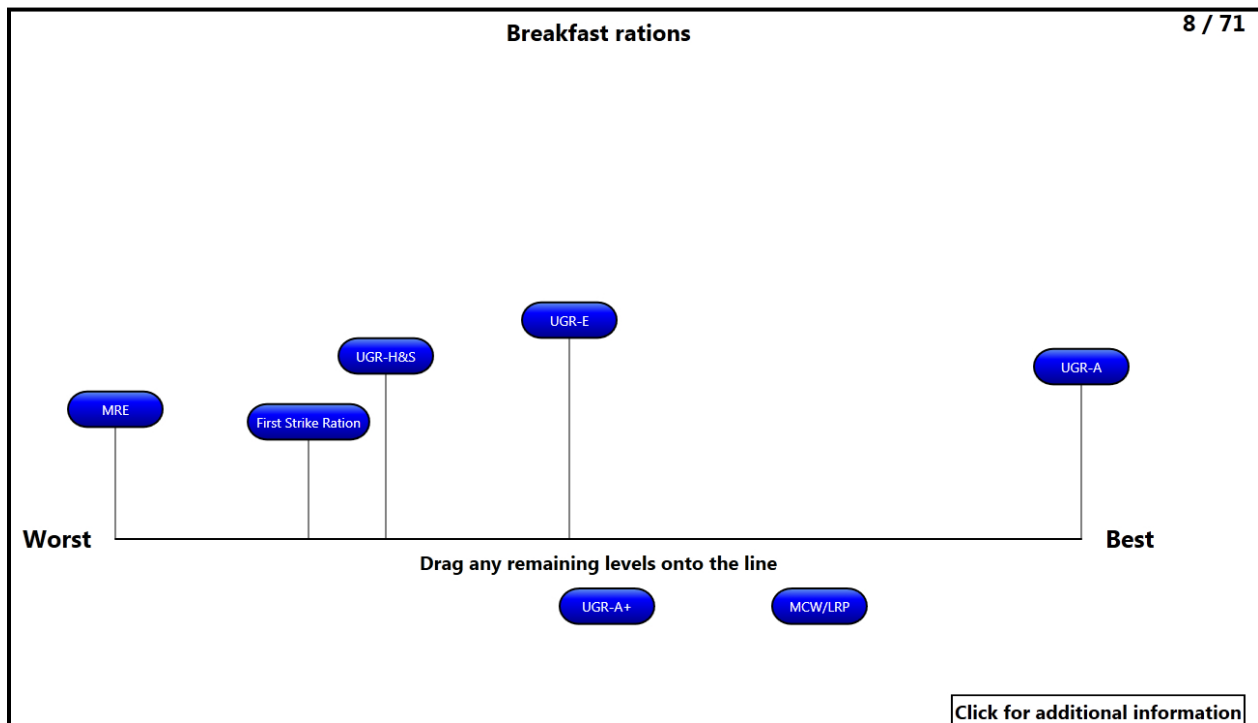 8 / 71
Breakfast rations
UGR-E
UGR-H&S
UGR-A
MRE
First Strike Ration
Worst
Best
Drag any remaining levels onto the line
UGR-A+
MCW/LRP
Click for additional information